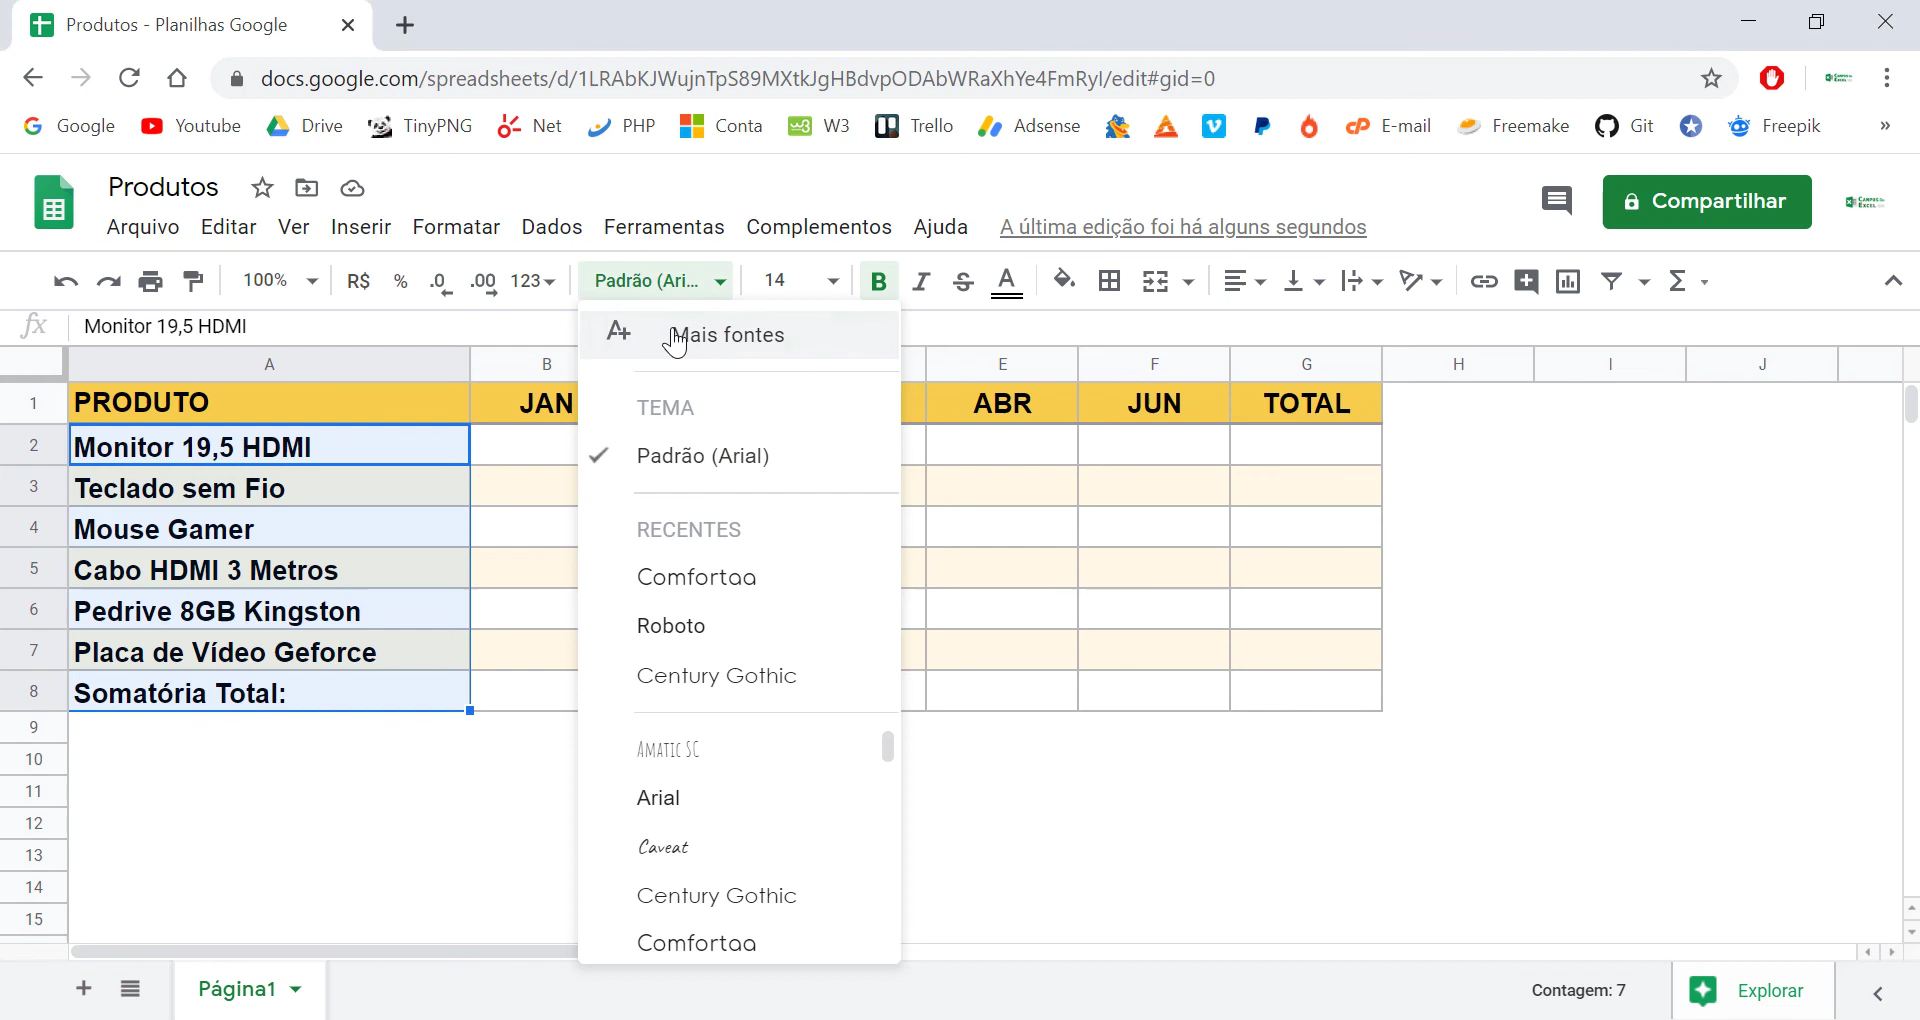 Produtos - Planilhas Google
docs.google.com/spreadsheets/d/1LRAbKJWujnTpS89MXtkJgHBdvpODAbWRaXhYe4FmRyI/edit#gid=0
Google Youtube Drive TinyPNG Net PHP Conta W3 Trello Adsense E-mail Freemake Git Freepik »
Produtos
Compartilhar
Arquivo Editar Ver Inserir Formatar Dados Ferramentas Complementos Ajuda A última edição foi há alguns segundos
100% R$ % .0 .00 123 Padrão (Ari... 14 B I S A
fx Monitor 19,5 HDMI
Mais fontes
A B E F G H I J
1 PRODUTO JAN ABR JUN TOTAL
2 Monitor 19,5 HDMI
3 Teclado sem Fio
4 Mouse Gamer
5 Cabo HDMI 3 Metros
6 Pedrive 8GB Kingston
7 Placa de Vídeo Geforce
8 Somatória Total:
9
10
11
12
13
14
15
TEMA
Padrão (Arial)
RECENTES
Comfortaa
Roboto
Century Gothic
Amatic SC
Arial
Caveat
Century Gothic
Comfortaa
Página1
Contagem: 7
Explorar